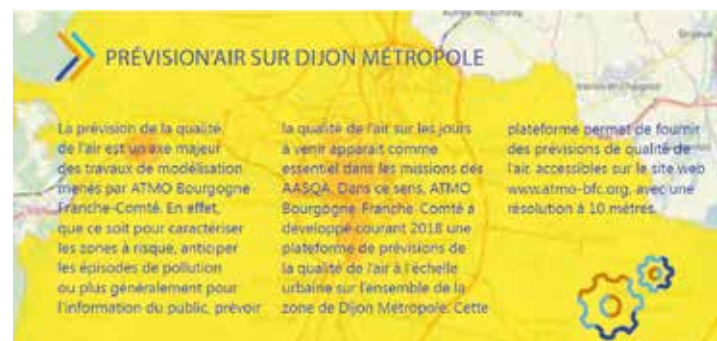 PRÉVISION'AIR SUR DIJON MÉTROPOLE
La prévision de la qualité
de l'air est un axe majeur
des travaux de modélisation
menés par ATMO Bourgogne
Franche-Comté. En effet,
que ce soit pour caractériser
les zones à risque, anticiper
les épisodes de pollution
ou plus généralement pour
l'information du public, prévoir
la qualité de l'air sur les jours
à venir apparait comme
essentiel dans les missions des
AASQA. Dans ce sens, ATMO
Bourgogne-Franche-Comté a
développé courant 2018 une
plateforme de prévisions de
la qualité de l'air à l'échelle
urbaine sur l'ensemble de la
zone de Dijon Métropole. Cette
plateforme permet de fournir
des prévisions de qualité de
l'air, accessibles sur le site web
www.atmo-bfc.org, avec une
résolution à 10 mètres.